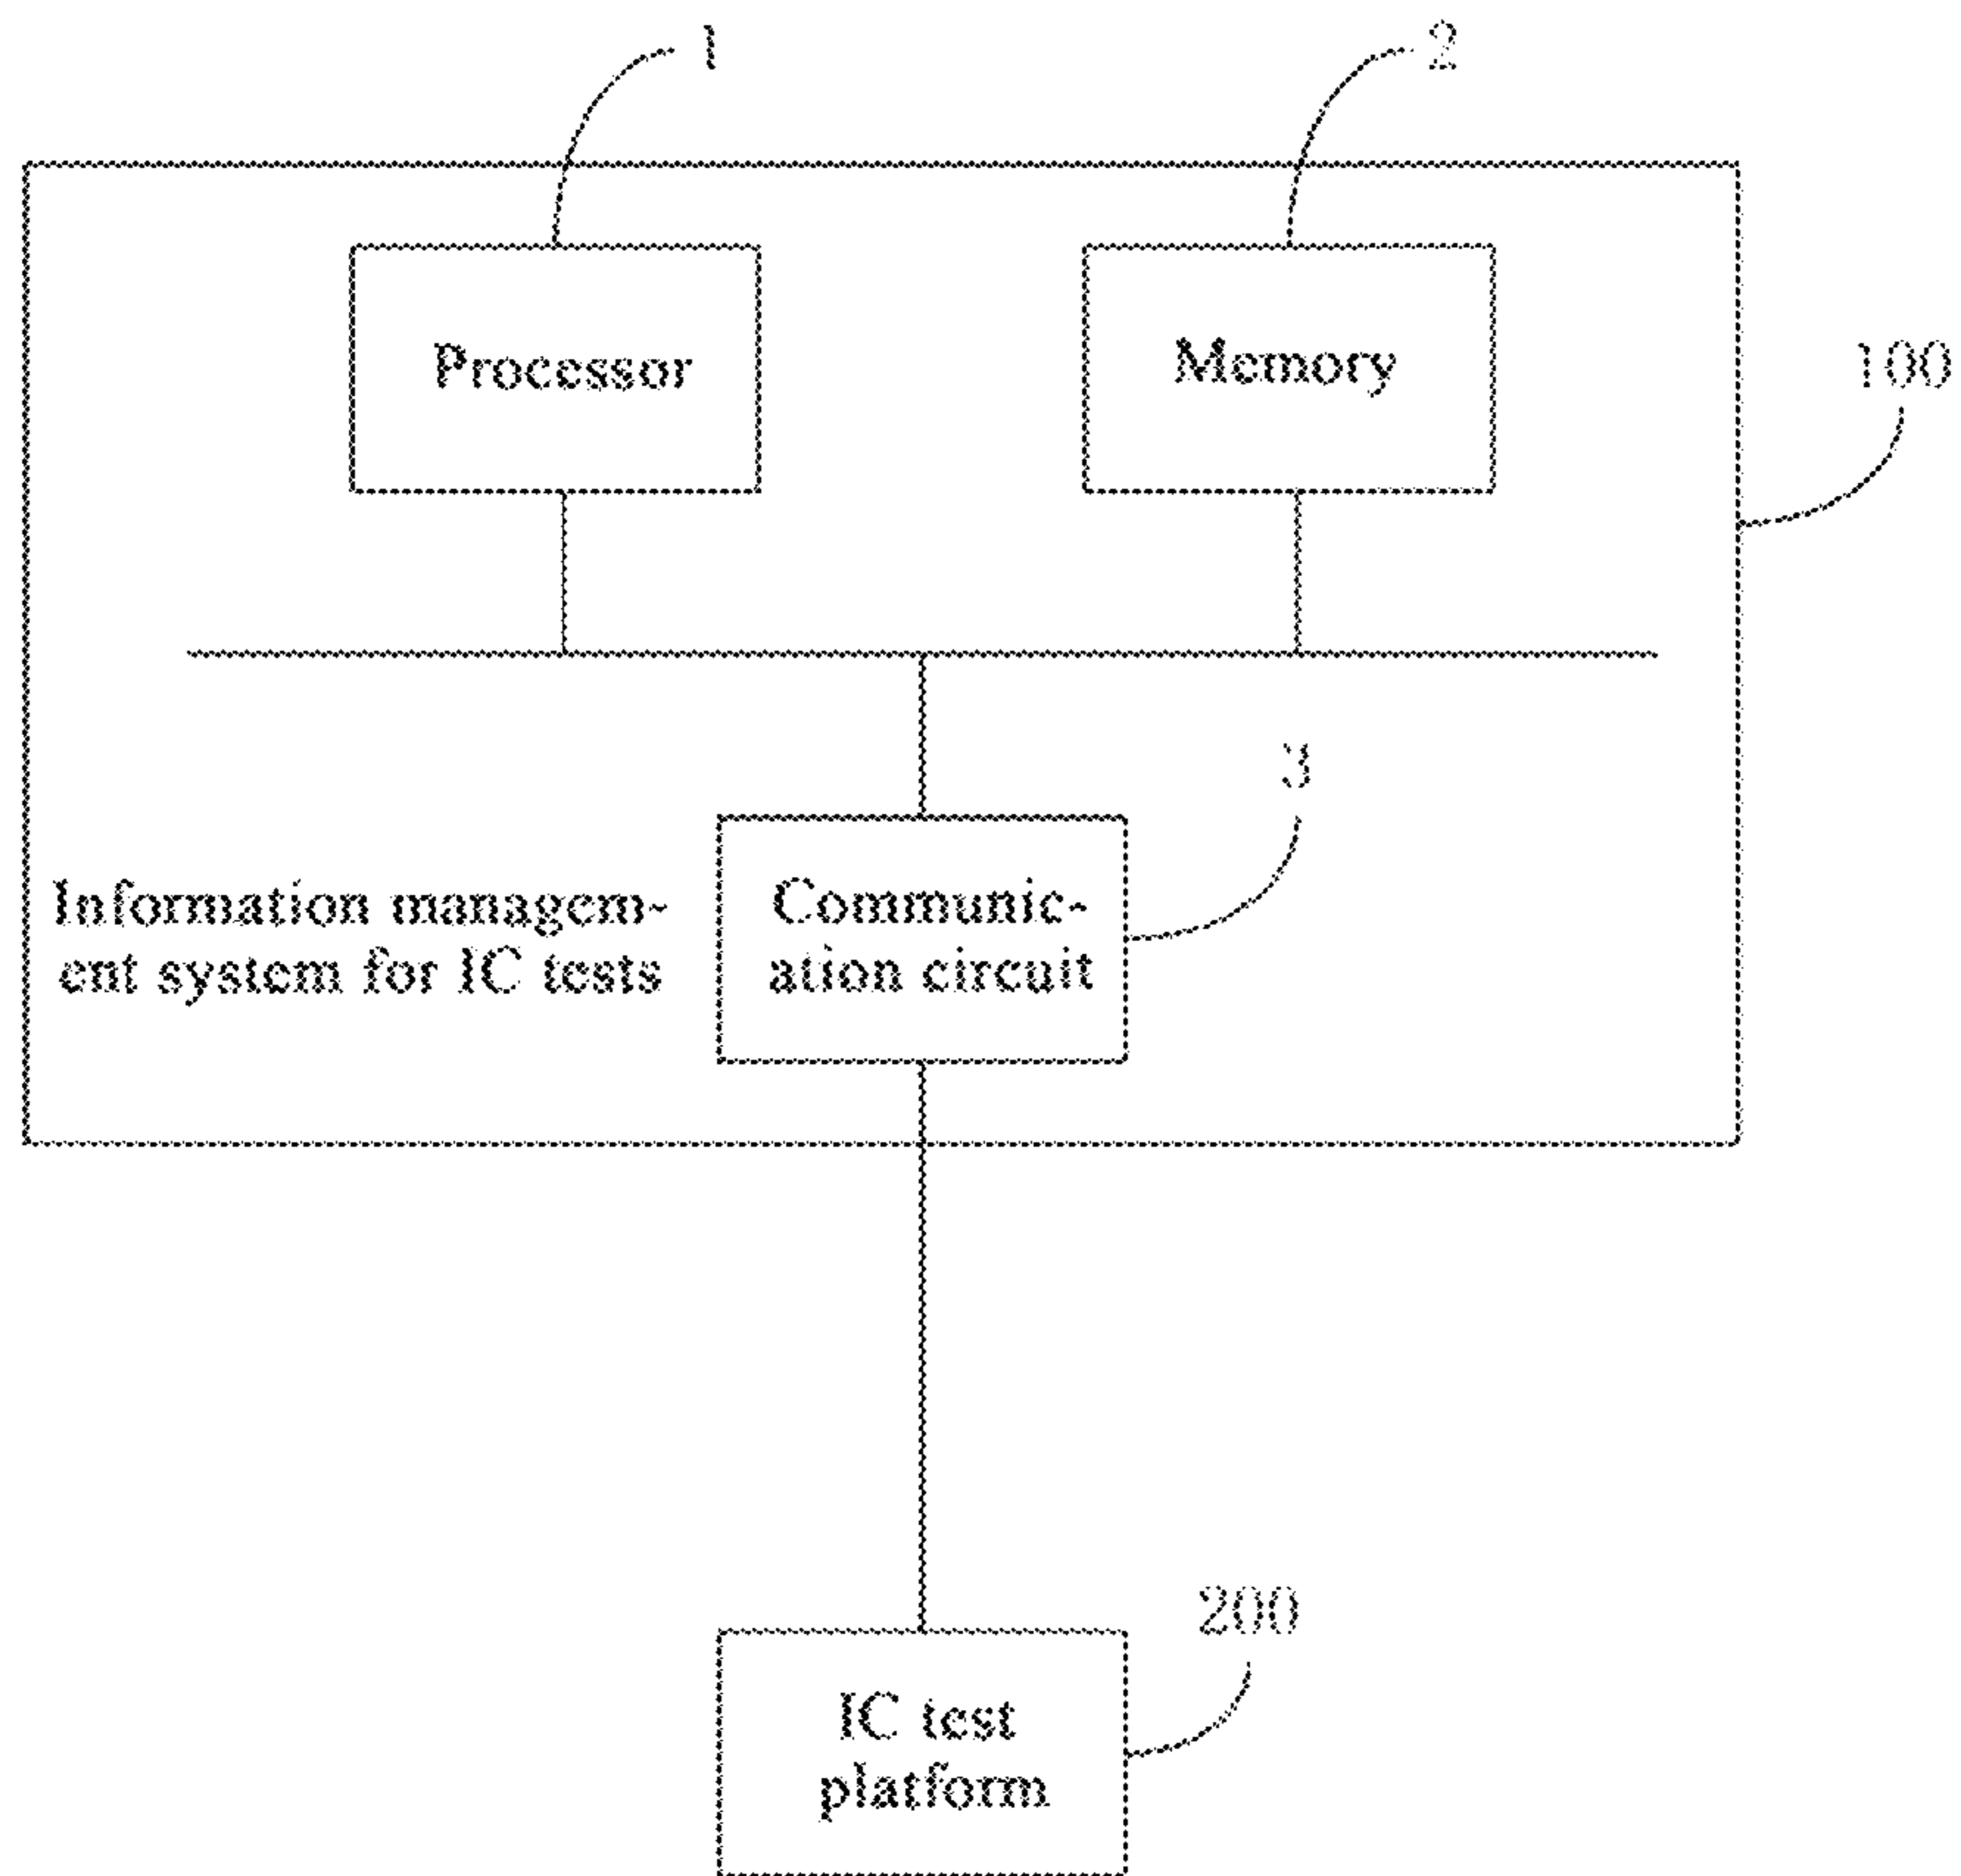 1
2
Processor
Memory
100
3
Information managem-
ent system for IC tests
Communic-
ation circuit
200
IC test
platform